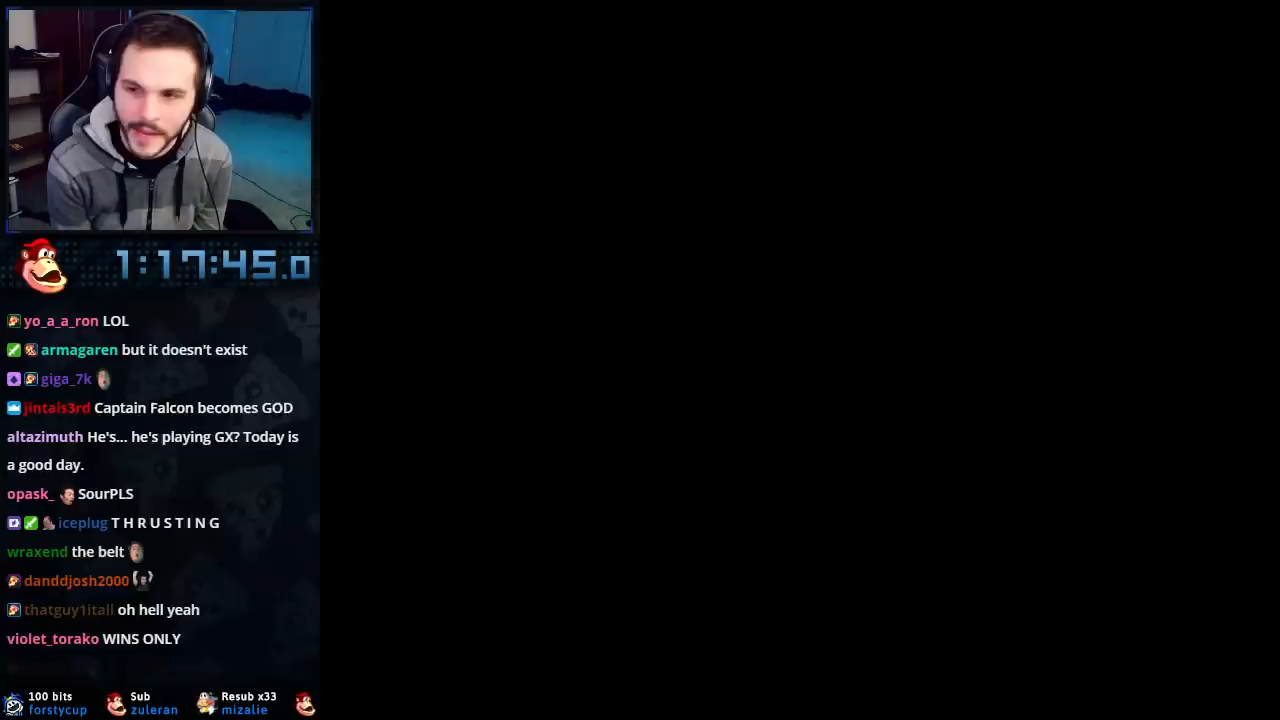 1:17:45.0
yo_a_a_ron LOL
armagaren but it doesn't exist
giga_7k
jintals3rd Captain Falcon becomes GOD
altazimuth He's... he's playing GX? Today is
a good day.
opask_ SourPLS
iceplug T H R U S T I N G
wraxend the belt
danddjosh2000
thatguy1itall oh hell yeah
violet_torako WINS ONLY
100 bits
forstycup
Sub
zuleran
Resub x33
mizalie